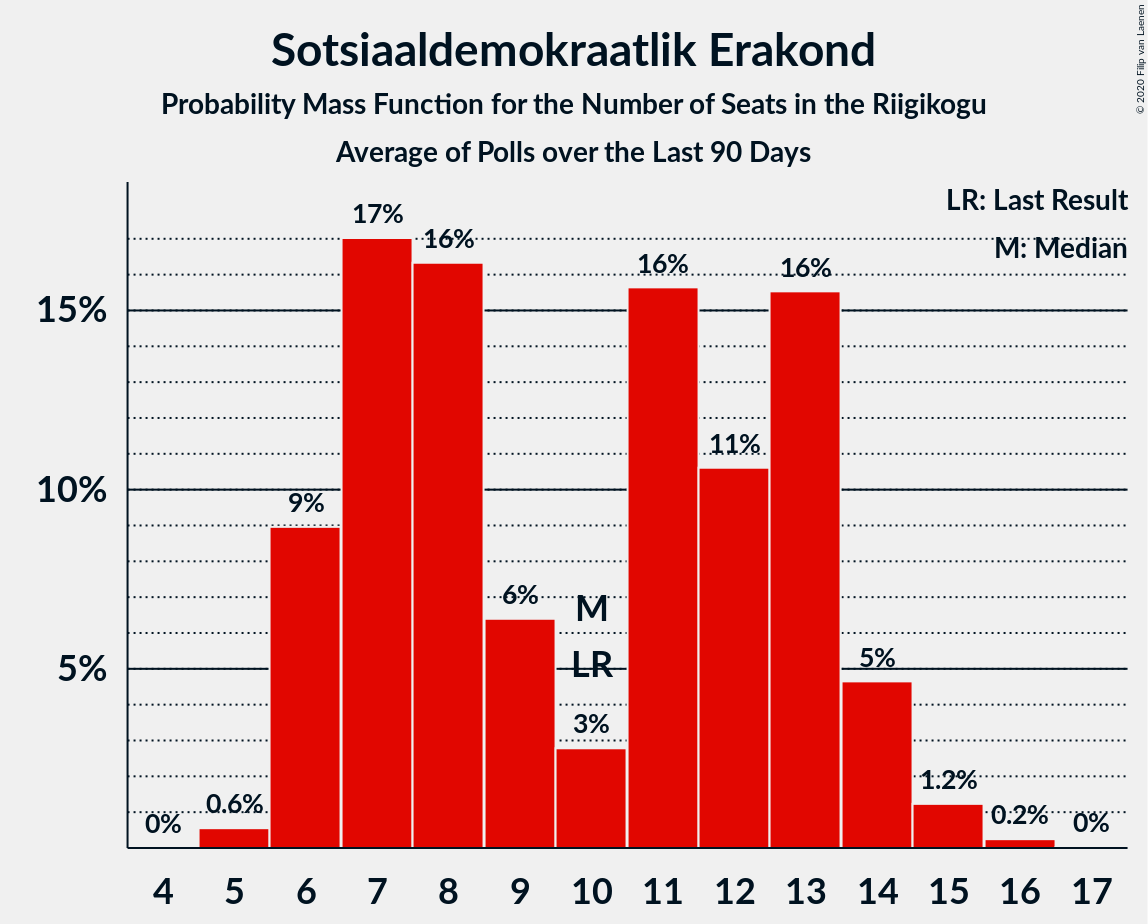 Sotsiaaldemokraatlik Erakond
Probability Mass Function for the Number of Seats in the Riigikogu
Average of Polls over the Last 90 Days
© 2020 Filip van Laenen
LR: Last Result
M: Median
15%
10%
5%
0%
0.6%
9%
17%
16%
6%
M
LR
3%
16%
11%
16%
5%
1.2%
0.2%
0%
4 5 6 7 8 9 10 11 12 13 14 15 16 17